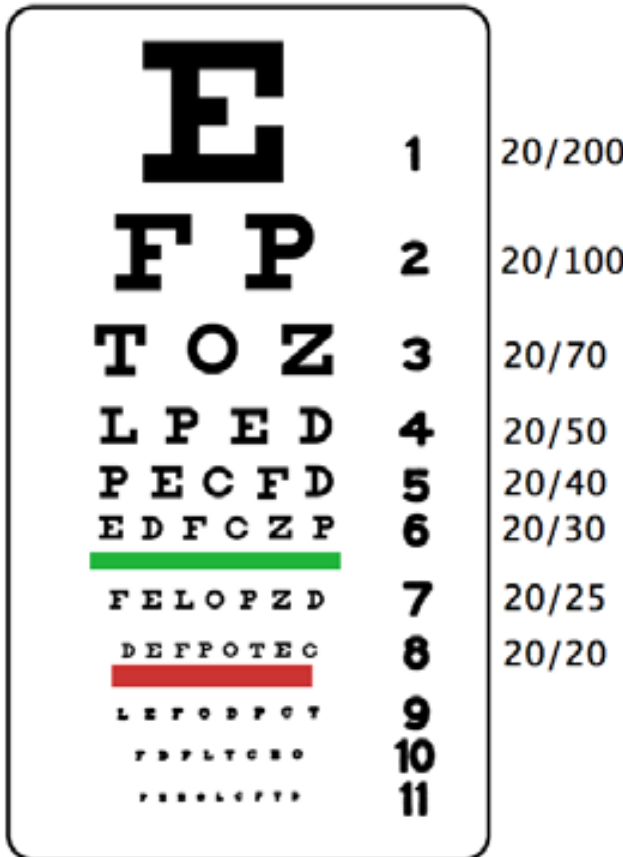 E 1 20/200
F P 2 20/100
T O Z 3 20/70
L P E D 4 20/50
P E C F D 5 20/40
E D F C Z P 6 20/30
F E L O P Z D 7 20/25
D E F P O T E C 8 20/20
L E F O D P C T 9
F D P L T C E O 10
11